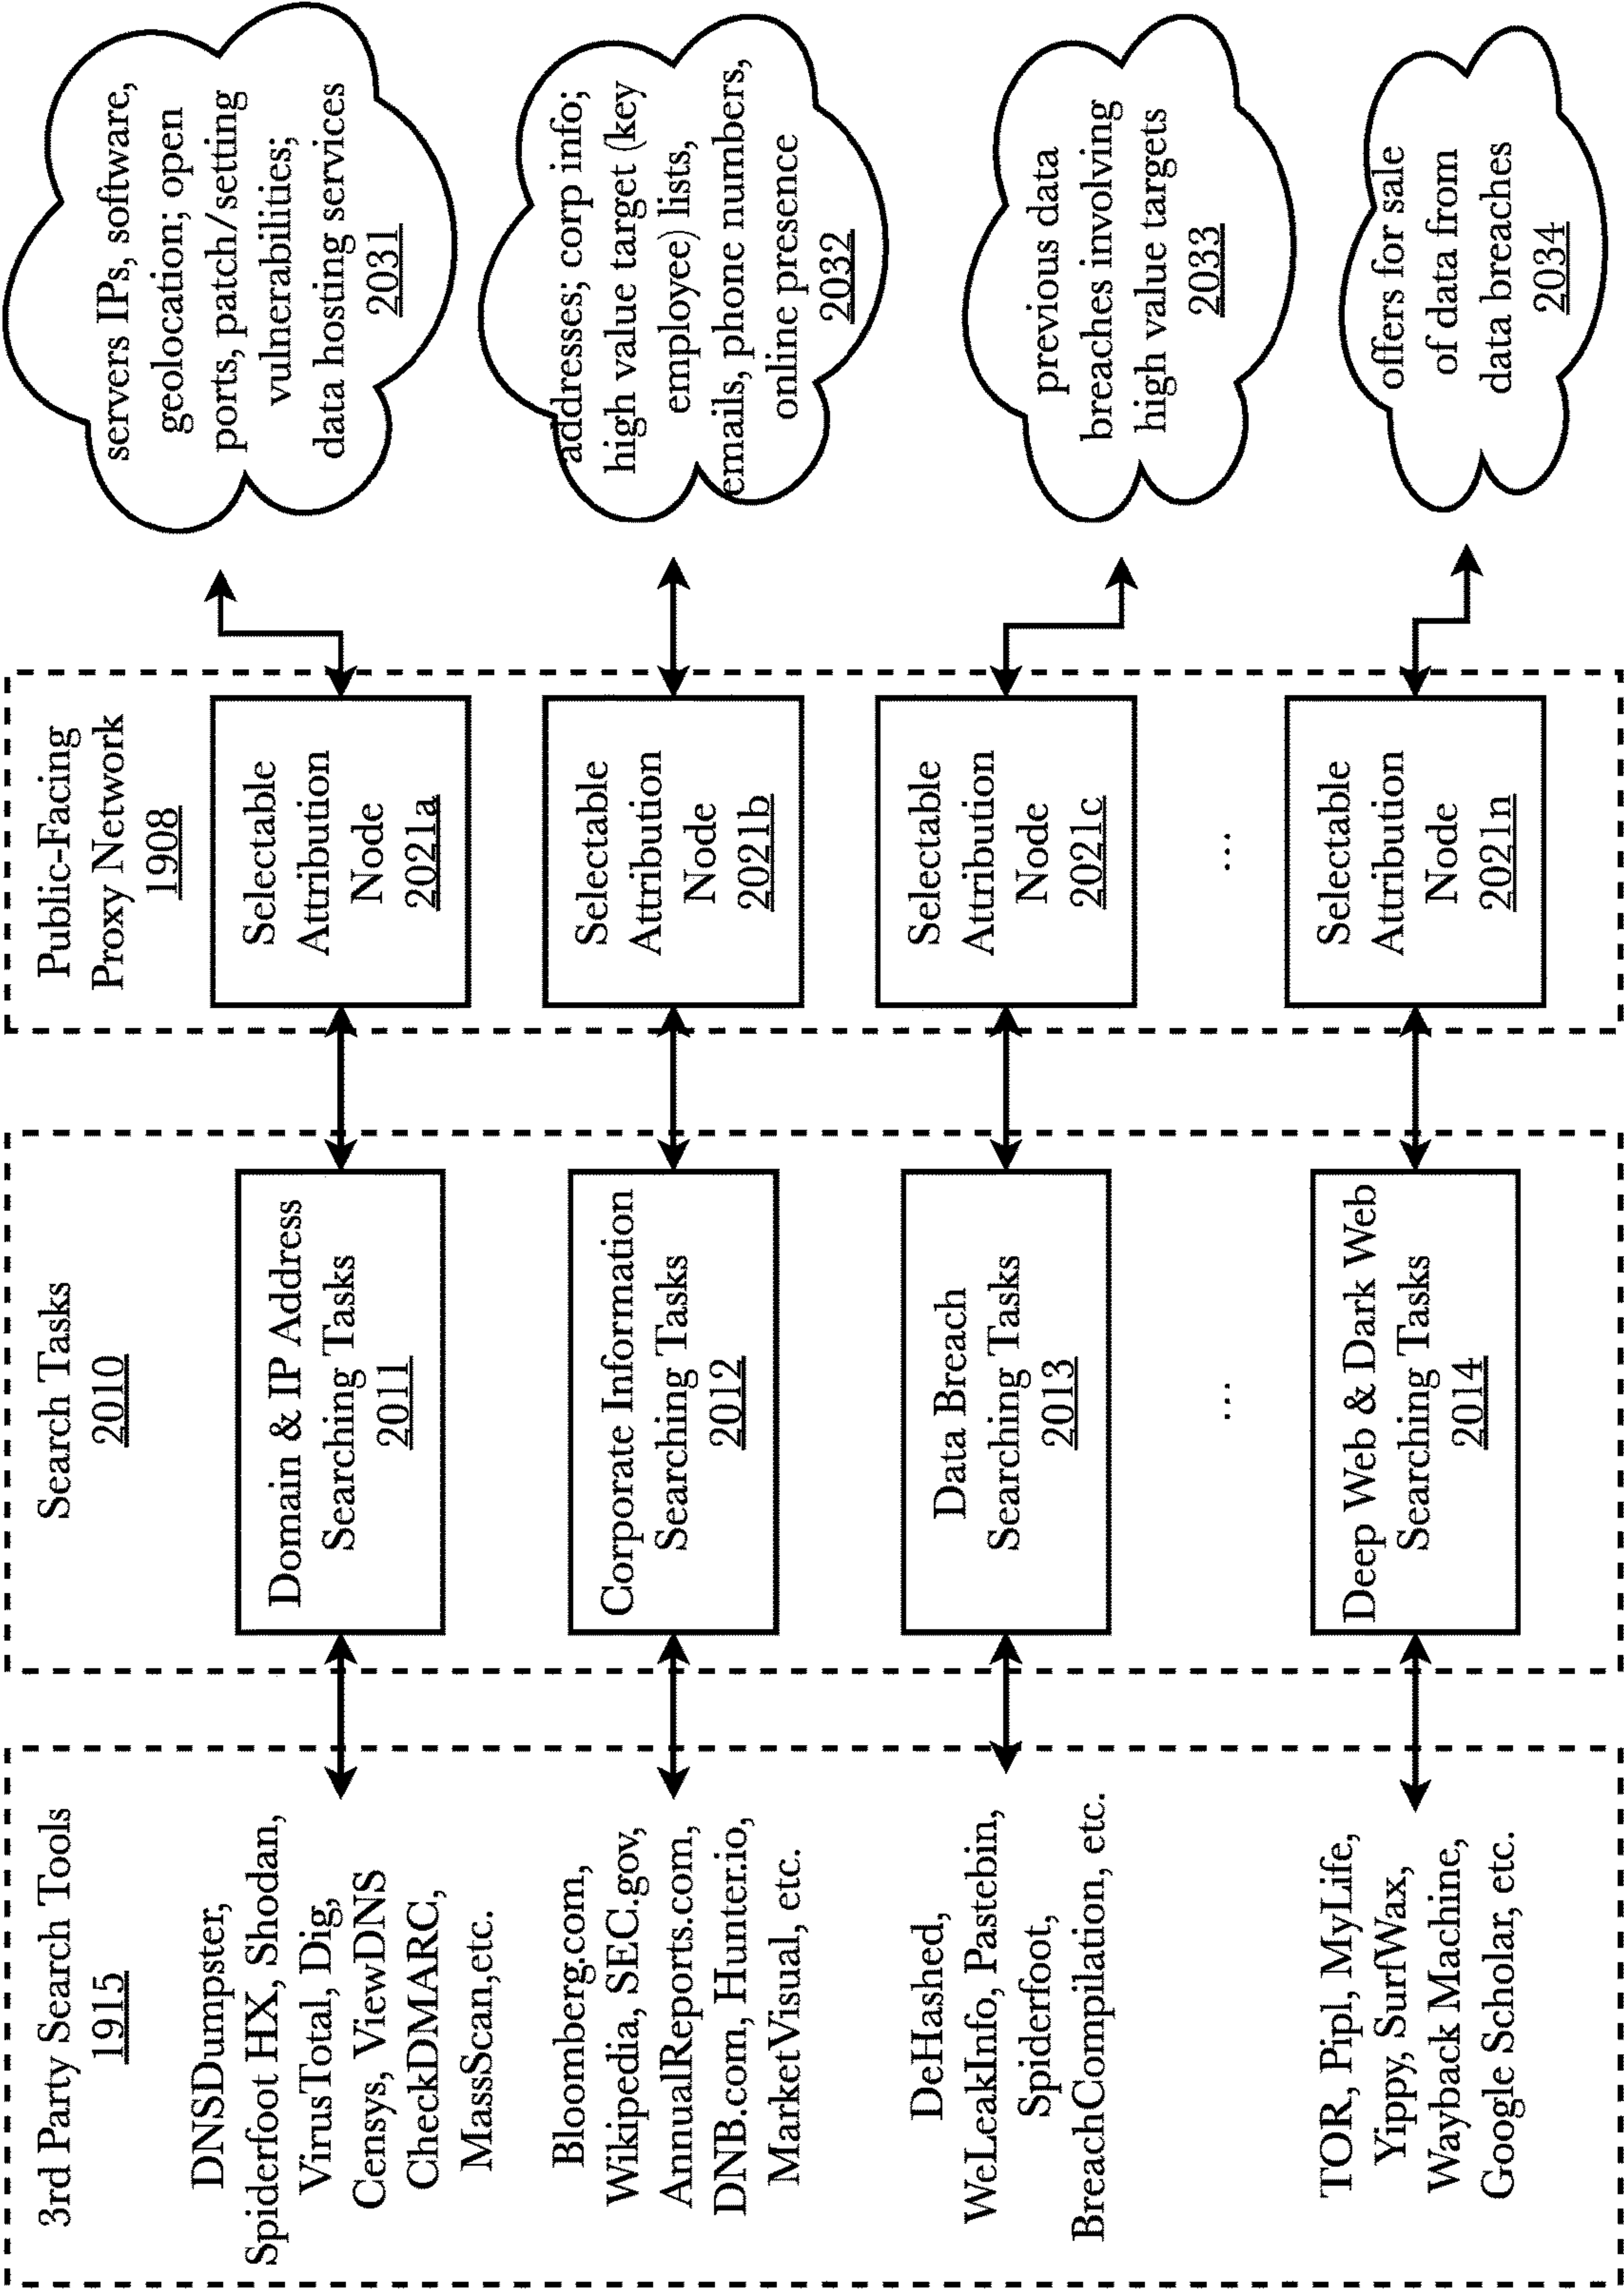 3rd Party Search Tools
1915
DNSDumpster,
Spiderfoot HX, Shodan,
VirusTotal, Dig,
Censys, ViewDNS
CheckDMARC,
MassScan,etc.
Bloomberg.com,
Wikipedia, SEC.gov,
AnnualReports.com,
DNB.com, Hunter.io,
MarketVisual, etc.
DeHashed,
WeLeakInfo, Pastebin,
Spiderfoot,
BreachCompilation, etc.
TOR, Pipl, MyLife,
Yippy, SurfWax,
Wayback Machine,
Google Scholar, etc.
Search Tasks
2010
Domain & IP Address
Searching Tasks
2011
Corporate Information
Searching Tasks
2012
Data Breach
Searching Tasks
2013
...
Deep Web & Dark Web
Searching Tasks
2014
Public-Facing
Proxy Network
1908
Selectable
Attribution
Node
2021a
Selectable
Attribution
Node
2021b
Selectable
Attribution
Node
2021c
...
Selectable
Attribution
Node
2021n
servers IPs, software,
geolocation; open
ports, patch/setting
vulnerabilities;
data hosting services
2031
addresses; corp info;
high value target (key
employee) lists,
emails, phone numbers,
online presence
2032
previous data
breaches involving
high value targets
2033
offers for sale
of data from
data breaches
2034